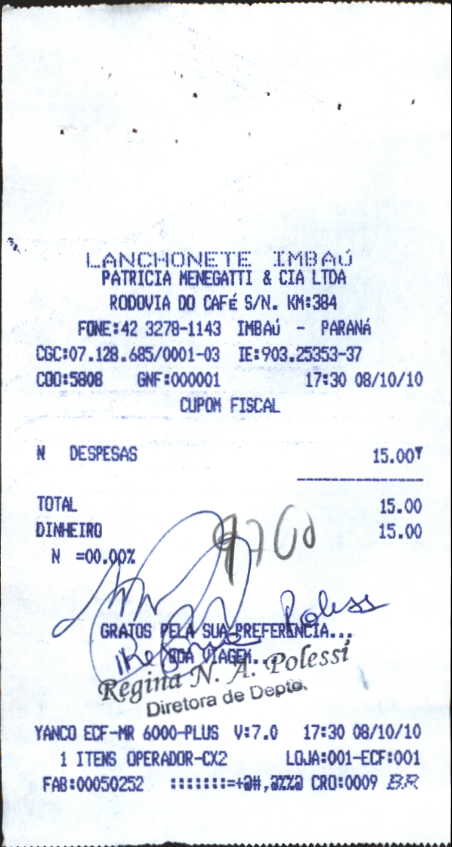 LANCHONETE IMBAÚ
PATRICIA MENEGATTI & CIA LTDA
RODOVIA DO CAFé S/N. KM:384
FONE:42 3278-1143 IMBAú - PARANá
CGC:07.128.685/0001-03 IE:903.25353-37
COO:5808 GNF:000001 17:30 08/10/10
CUPOM FISCAL
N DESPESAS 15.00T
TOTAL 15.00
DINHEIRO 15.00
N =00.00%
Poless
GRATOS PELA SUA PREFERENCIA...
BOA VIAGEM...
Regina N. A. Polessi
Diretora de Depto.
YANCO ECF-MR 6000-PLUS V:7.0 17:30 08/10/10
1 ITENS OPERADOR-CX2 LOJA:001-ECF:001
FAB:00050252 :::::::=+@#,@%%@ CRO:0009 BR